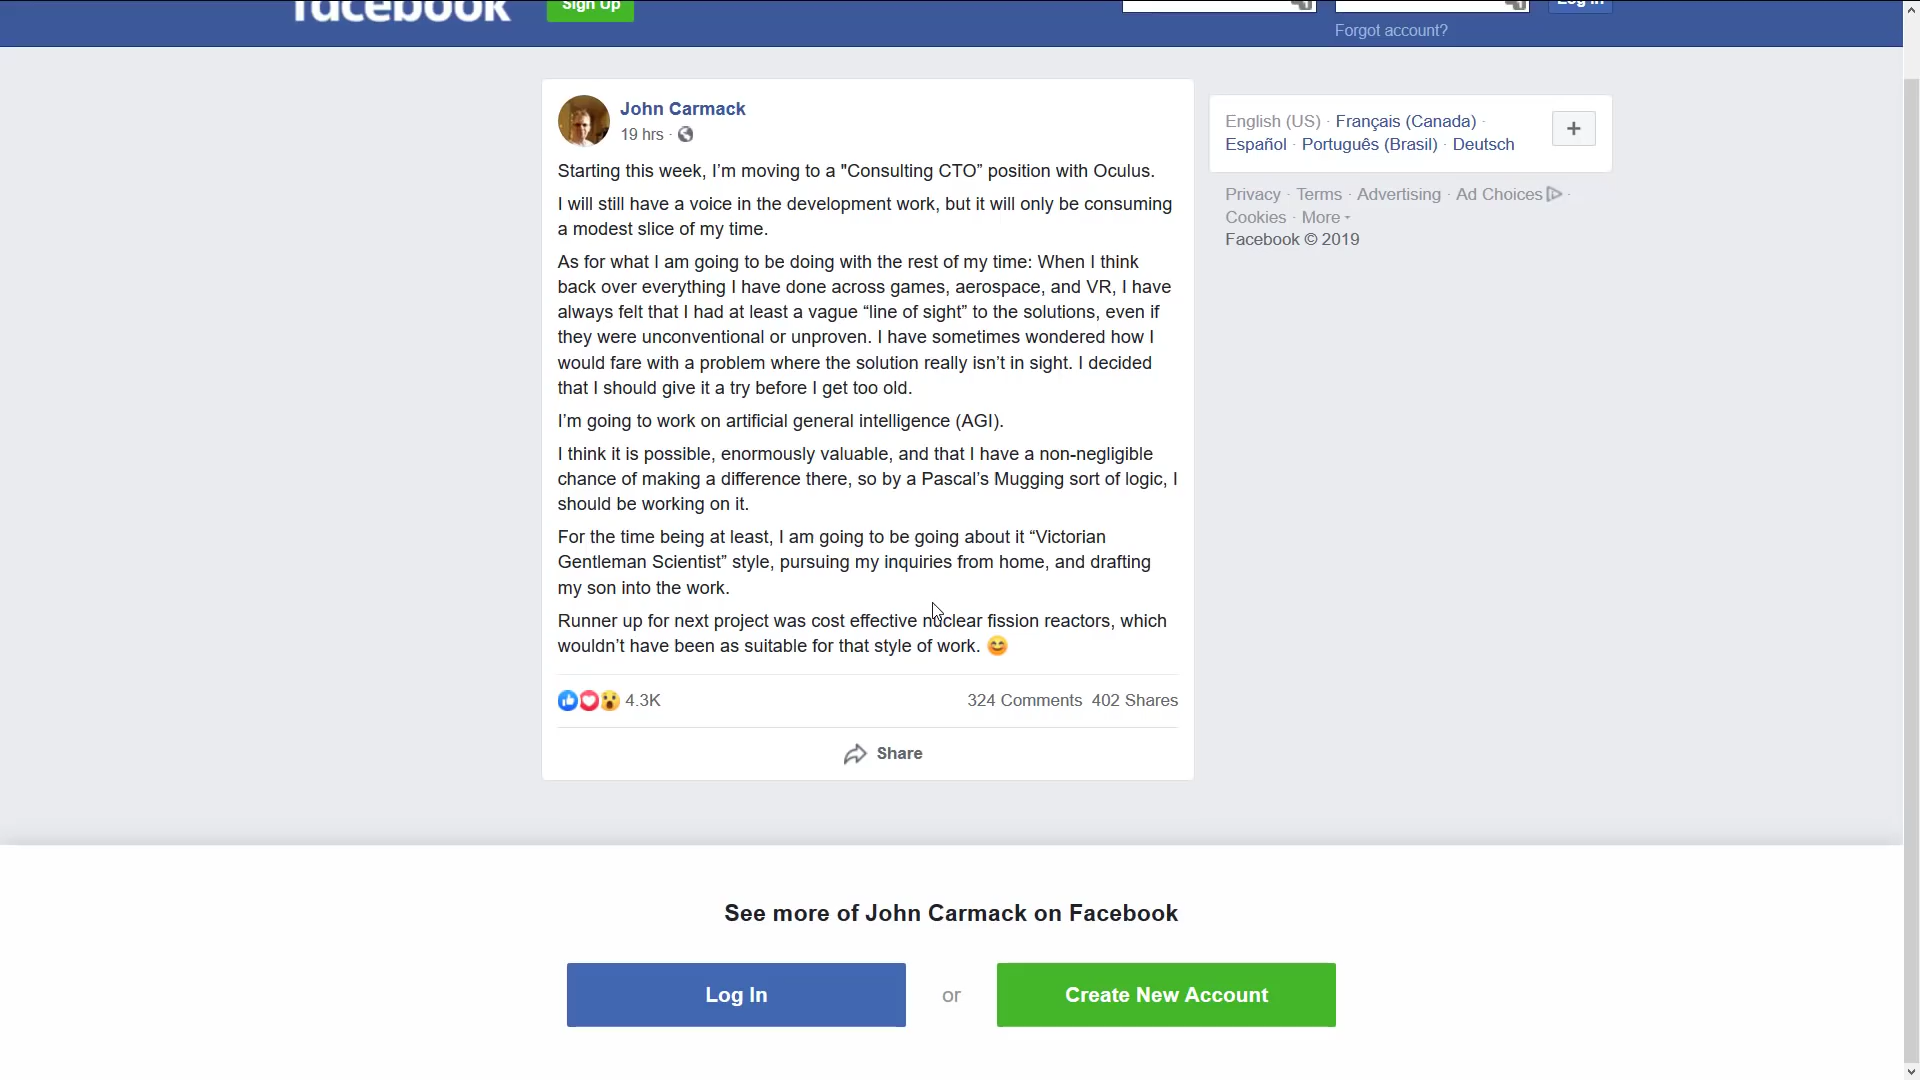 facebook
Sign Up
Log In
Forgot account?
John Carmack
19 hrs ·
Starting this week, I’m moving to a "Consulting CTO” position with Oculus.
I will still have a voice in the development work, but it will only be consuming
a modest slice of my time.
As for what I am going to be doing with the rest of my time: When I think
back over everything I have done across games, aerospace, and VR, I have
always felt that I had at least a vague “line of sight” to the solutions, even if
they were unconventional or unproven. I have sometimes wondered how I
would fare with a problem where the solution really isn’t in sight. I decided
that I should give it a try before I get too old.
I’m going to work on artificial general intelligence (AGI).
I think it is possible, enormously valuable, and that I have a non-negligible
chance of making a difference there, so by a Pascal’s Mugging sort of logic, I
should be working on it.
For the time being at least, I am going to be going about it “Victorian
Gentleman Scientist” style, pursuing my inquiries from home, and drafting
my son into the work.
Runner up for next project was cost effective nuclear fission reactors, which
wouldn’t have been as suitable for that style of work. 😊
4.3K
324 Comments 402 Shares
Share
English (US) · Français (Canada) ·
Español · Português (Brasil) · Deutsch
+
Privacy · Terms · Advertising · Ad Choices ·
Cookies · More
Facebook © 2019
See more of John Carmack on Facebook
Log In
or
Create New Account